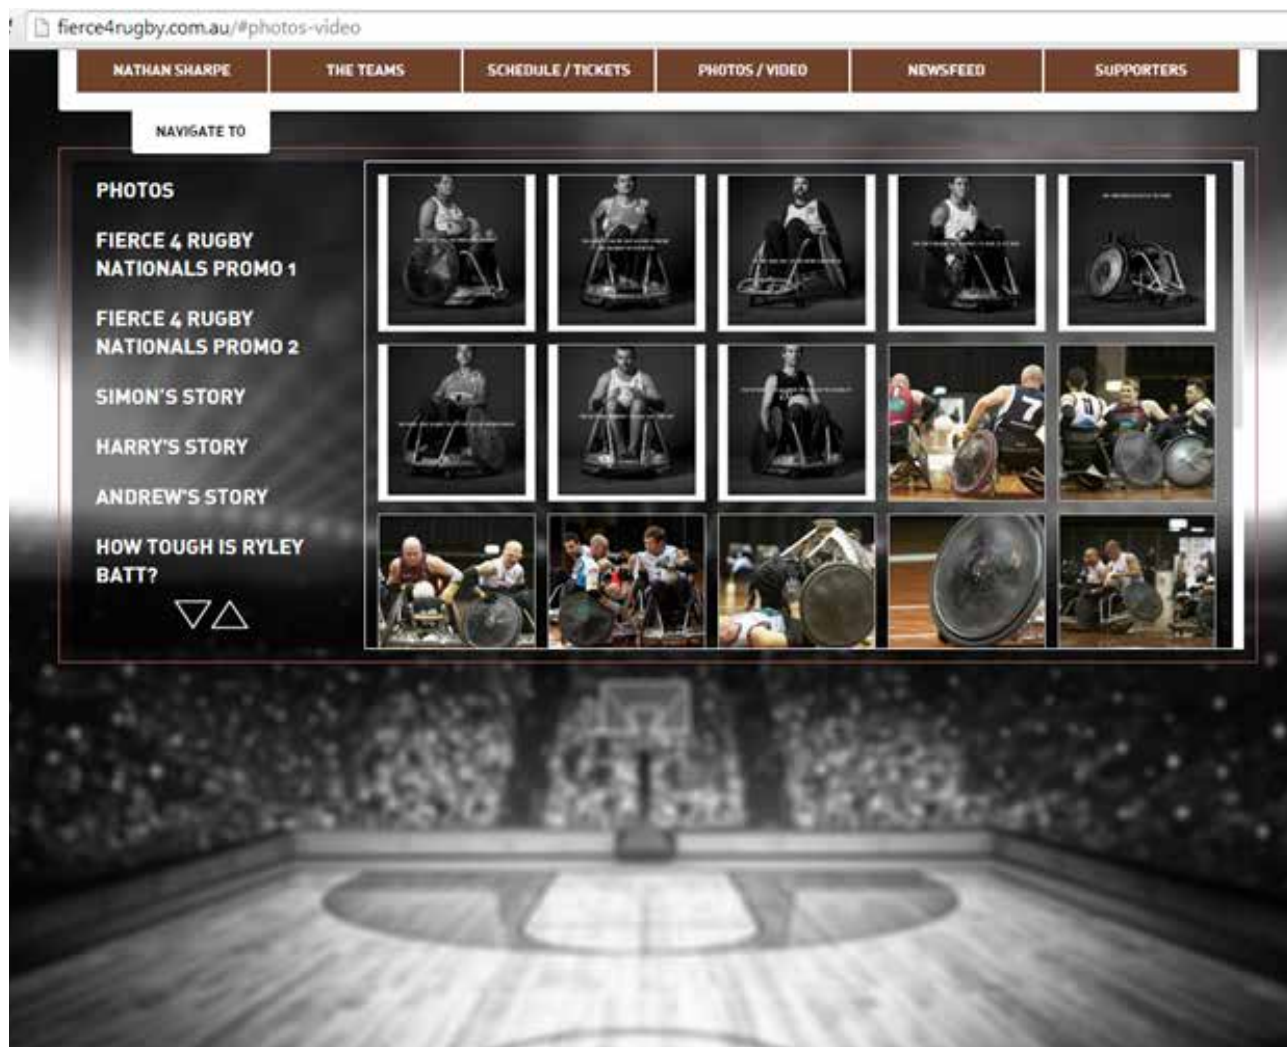 fierce4rugby.com.au/#photos-video
NATHAN SHARPE
THE TEAMS
SCHEDULE / TICKETS
PHOTOS / VIDEO
NEWSFEED
SUPPORTERS
NAVIGATE TO
PHOTOS
FIERCE 4 RUGBY
NATIONALS PROMO 1
FIERCE 4 RUGBY
NATIONALS PROMO 2
SIMON'S STORY
HARRY'S STORY
ANDREW'S STORY
HOW TOUGH IS RYLEY
BATT?
7